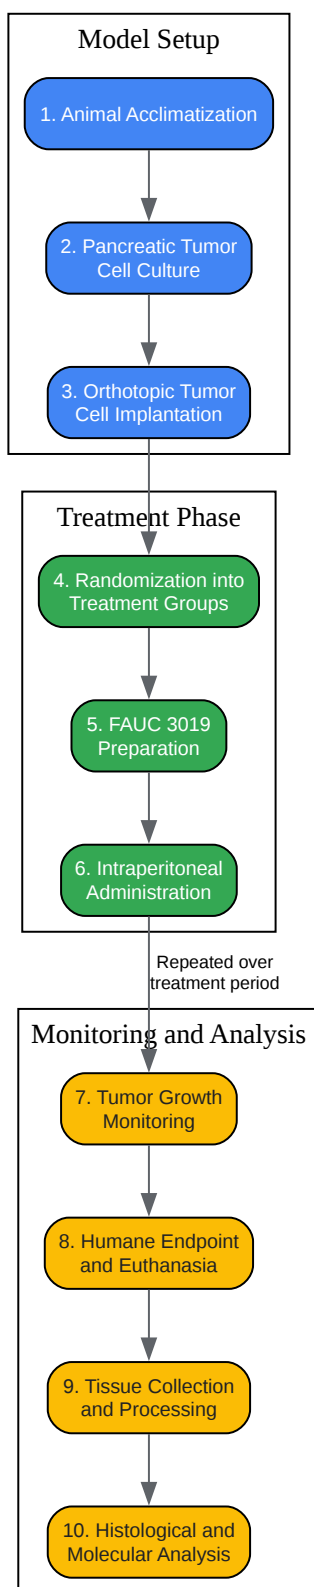 Model Setup
1. Animal Acclimatization
2. Pancreatic Tumor
Cell Culture
3. Orthotopic Tumor
Cell Implantation
Treatment Phase
4. Randomization into
Treatment Groups
5. FAUC 3019
Preparation
6. Intraperitoneal
Administration
Repeated over
treatment period
Monitoring and Analysis
7. Tumor Growth
Monitoring
8. Humane Endpoint
and Euthanasia
9. Tissue Collection
and Processing
10. Histological and
Molecular Analysis